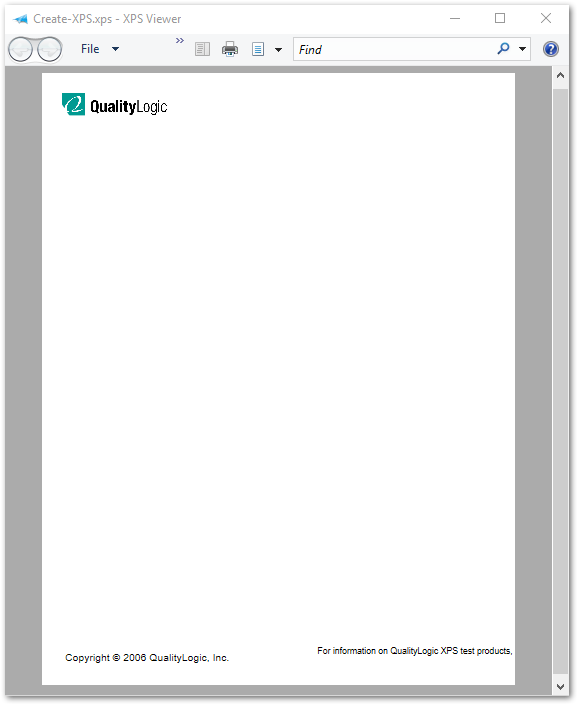 Create-XPS.xps - XPS Viewer
File
»
Find
?
QualityLogic
For information on QualityLogic XPS test products,
Copyright © 2006 QualityLogic, Inc.